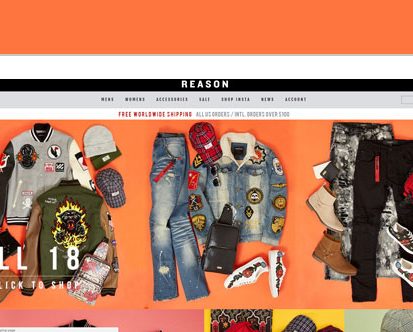 REASON
MENS WOMENS ACCESSORIES SALE SHOP INSTA NEWS ACCOUNT
FREE WORLDWIDE SHIPPING ALL US ORDERS / INTL ORDERS OVER $100
LL 18
LICK TO SHOP